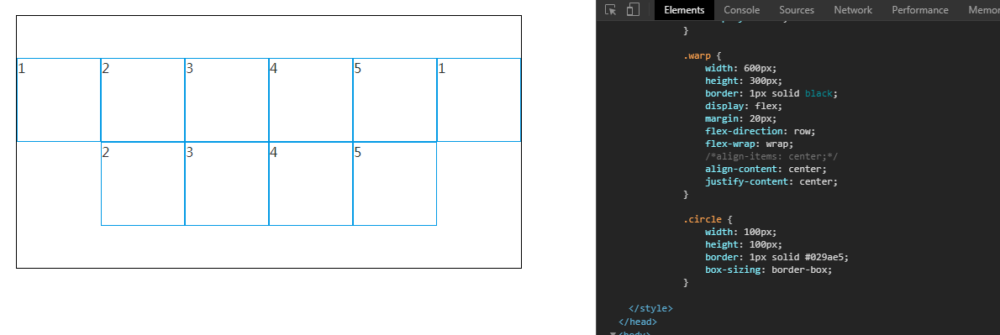 Elements Console Sources Network Performance Memor
}
.warp {
width: 600px;
height: 300px;
border: 1px solid black;
display: flex;
margin: 20px;
flex-direction: row;
flex-wrap: wrap;
/*align-items: center;*/
align-content: center;
justify-content: center;
}
.circle {
width: 100px;
height: 100px;
border: 1px solid #029ae5;
box-sizing: border-box;
}
</style>
</head>
<body>
1 2 3 4 5 1
2 3 4 5